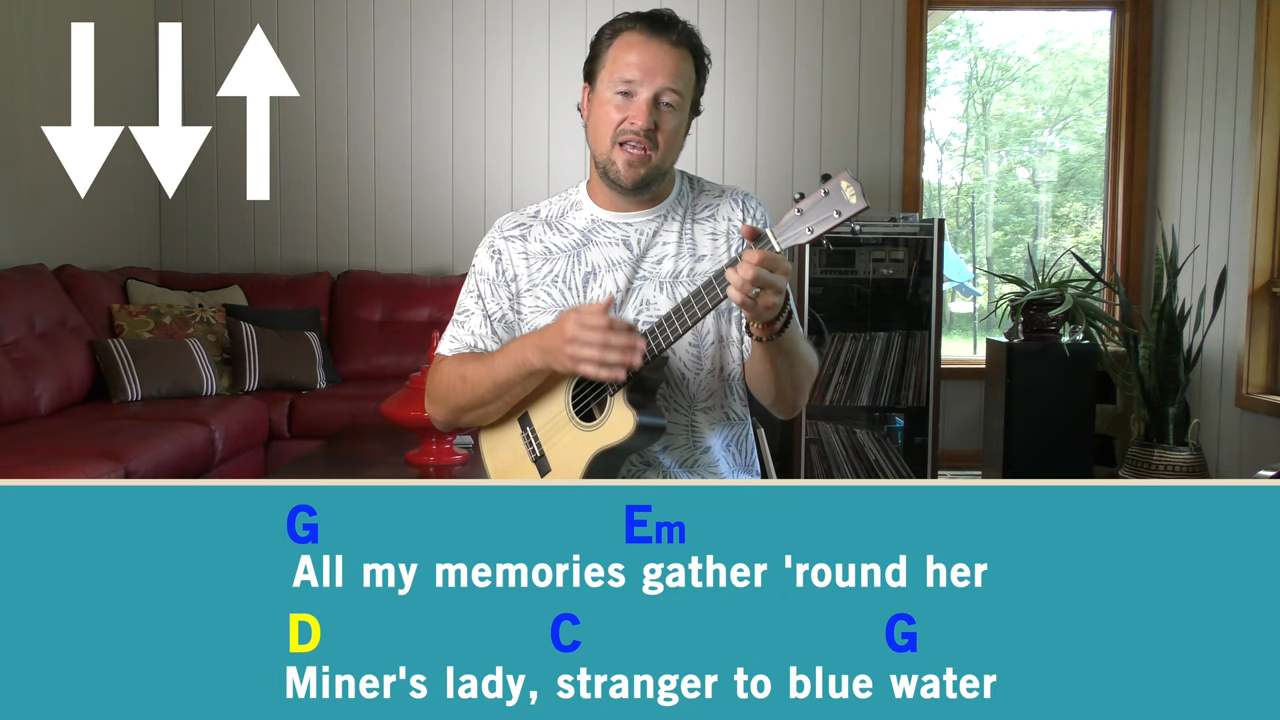 G Em
All my memories gather 'round her
D C G
Miner's lady, stranger to blue water